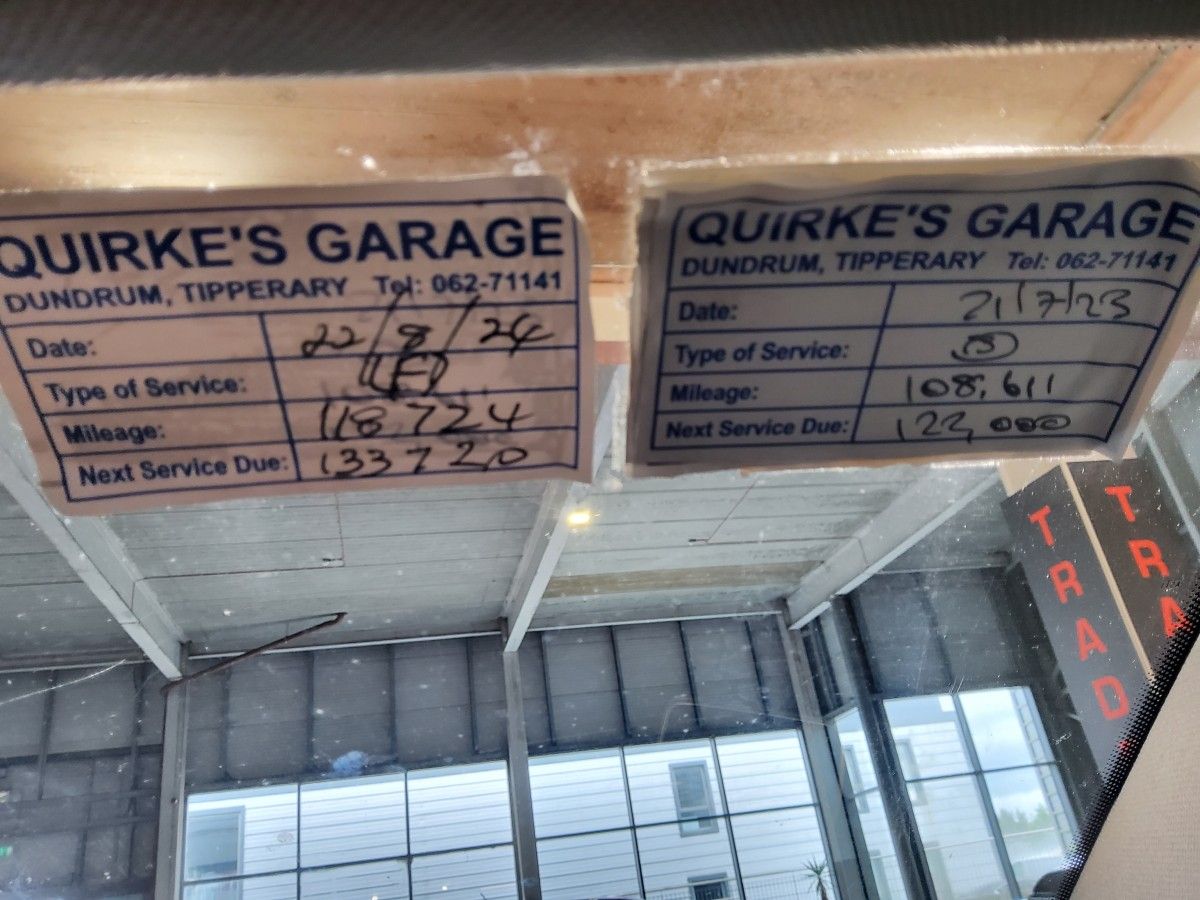 QUIRKE'S GARAGE
DUNDRUM, TIPPERARY Tel: 062-71141
Date: 22/8/24
Type of Service: (F)
Mileage: 118724
Next Service Due: 133720
QUIRKE'S GARAGE
DUNDRUM, TIPPERARY Tel: 062-71141
Date: 21/7/23
Type of Service:
Mileage: 108,611
Next Service Due: 122,000
TRAD
TRA